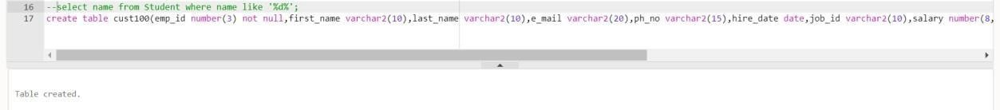 16 --select name from Student where name like '%d%';
17 create table cust100(emp_id number(3) not null,first_name varchar2(10),last_name varchar2(10),e_mail varchar2(20),ph_no varchar2(15),hire_date date,job_id varchar2(10),salary number(8,
Table created.